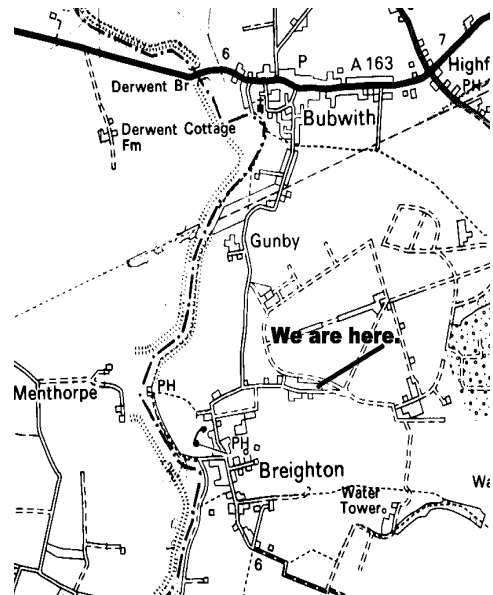 6
P
A 163
7
Highf
PH
Derwent Br
Derwent Cottage
Fm
Bubwith
Gunby
We are here.
Menthorpe
PH
PH
Breighton
Water
Tower
Wa
6